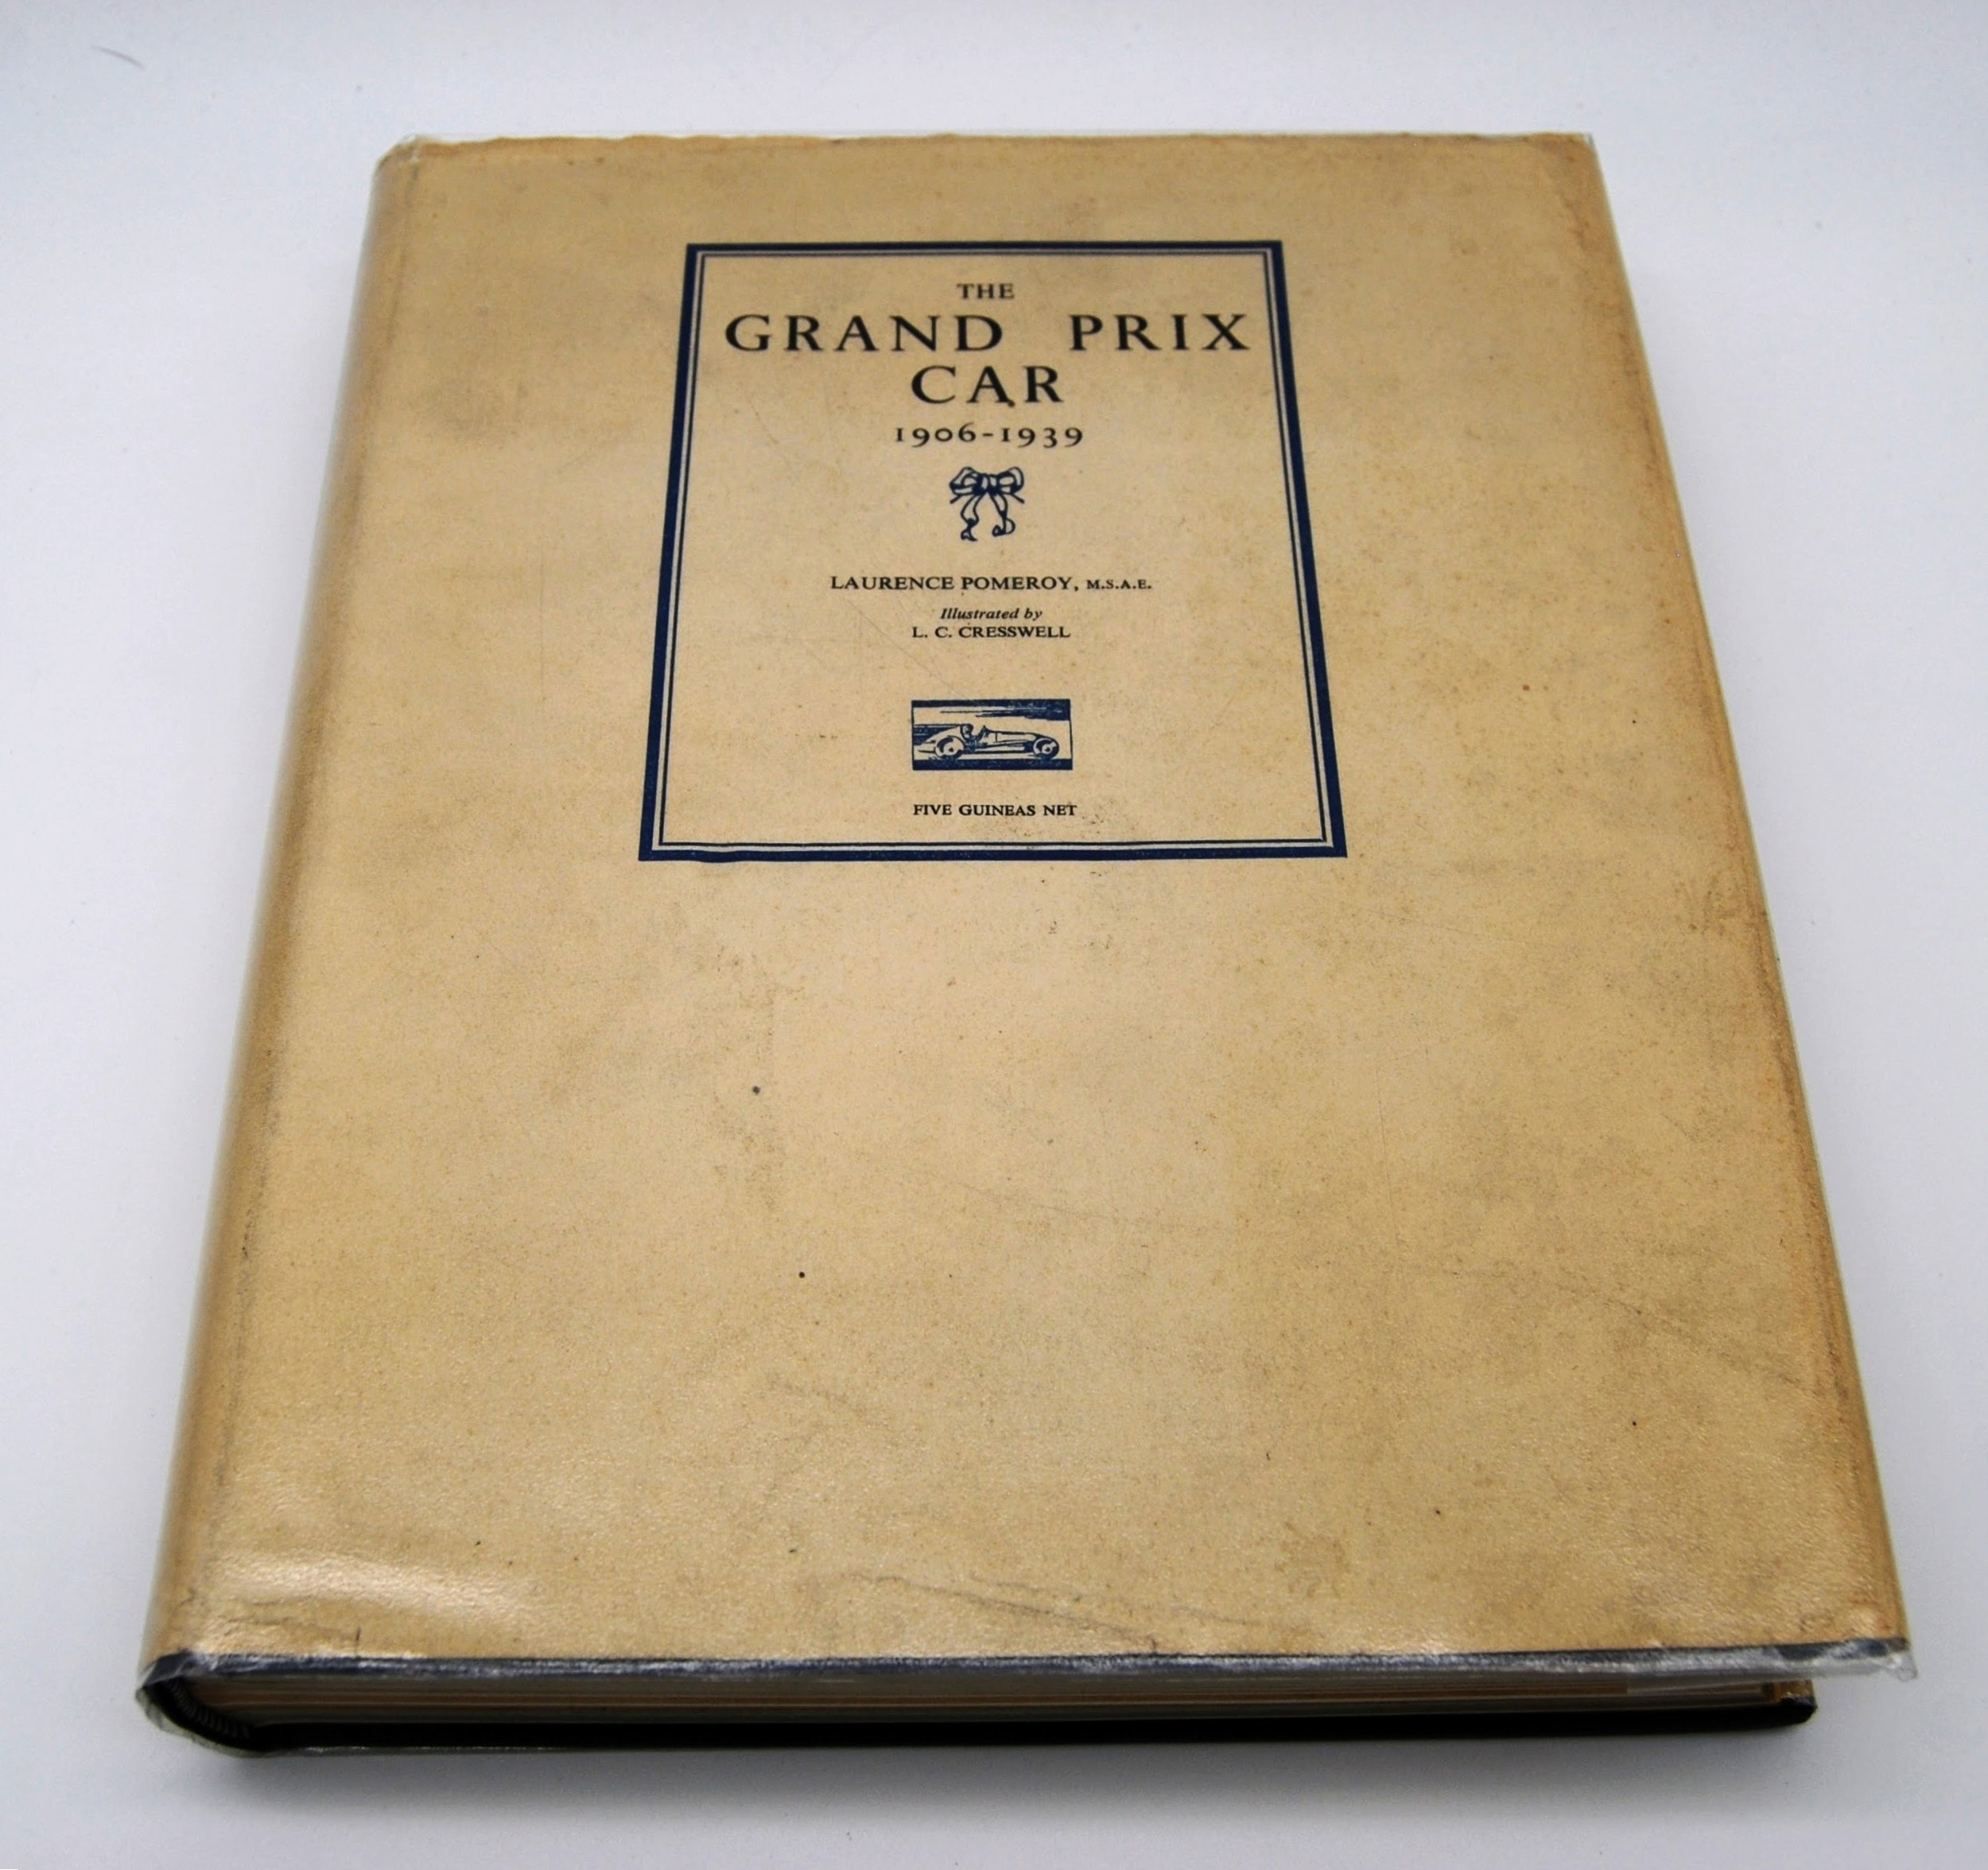 THE
GRAND PRIX
CAR
1906-1939
LAURENCE POMEROY, M.S.A.E.
Illustrated by
L. C. CRESSWELL
FIVE GUINEAS NET